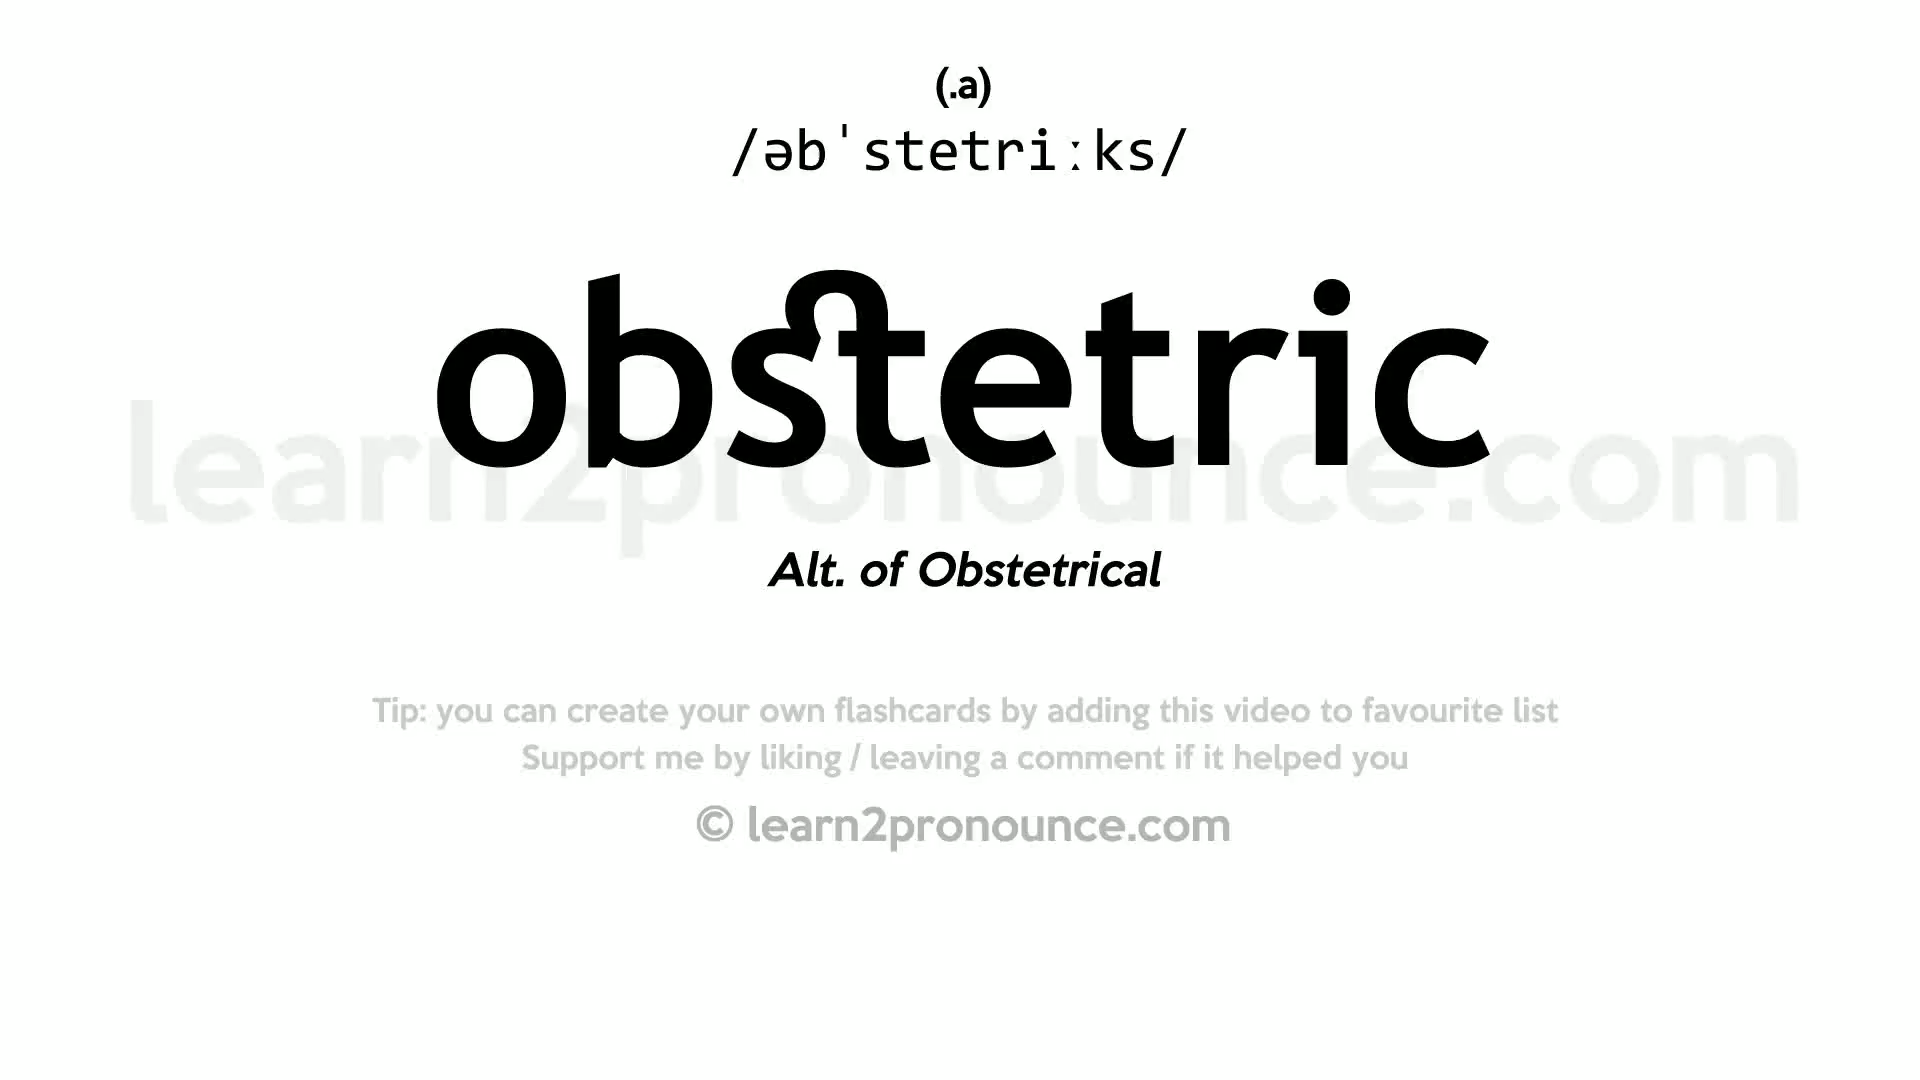 (.a)
/əbˈstetriːks/
obstetric
learn2pronounce.com
Alt. of Obstetrical
Tip: you can create your own flashcards by adding this video to favourite list
Support me by liking / leaving a comment if it helped you
© learn2pronounce.com